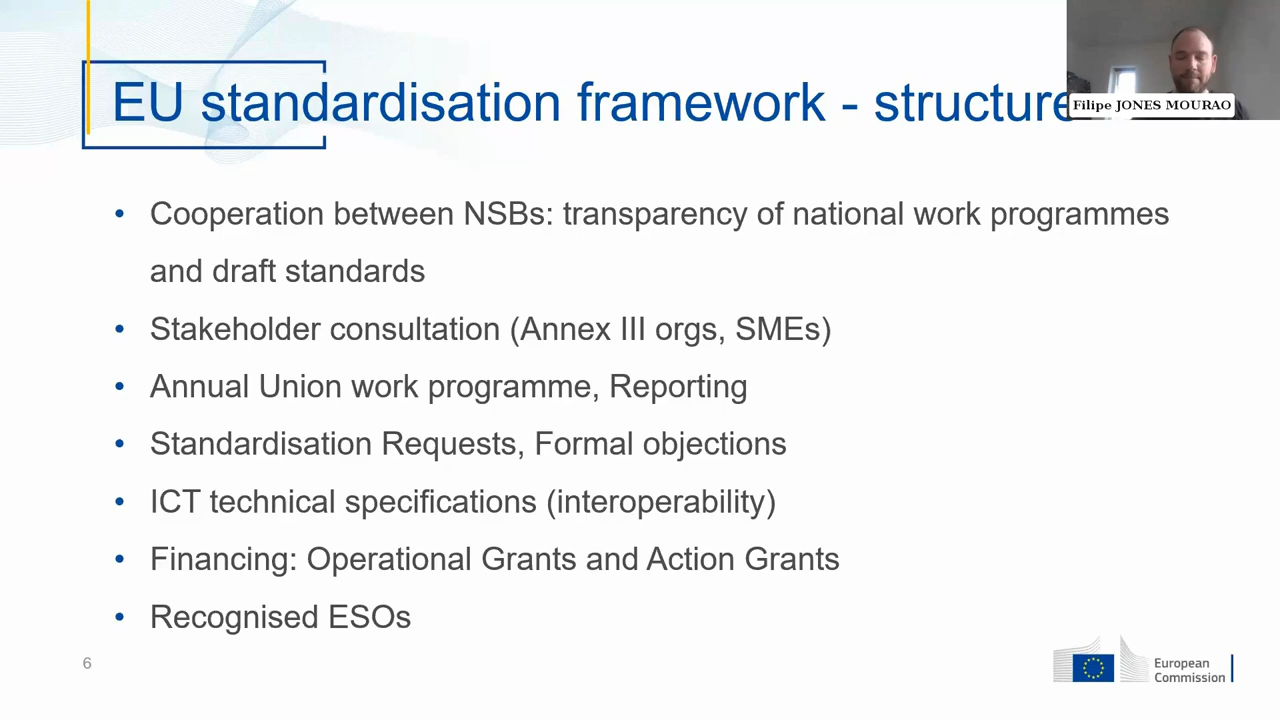 EU standardisation framework - structure
Filipe JONES MOURAO
• Cooperation between NSBs: transparency of national work programmes
and draft standards
• Stakeholder consultation (Annex III orgs, SMEs)
• Annual Union work programme, Reporting
• Standardisation Requests, Formal objections
• ICT technical specifications (interoperability)
• Financing: Operational Grants and Action Grants
• Recognised ESOs
6
European
Commission